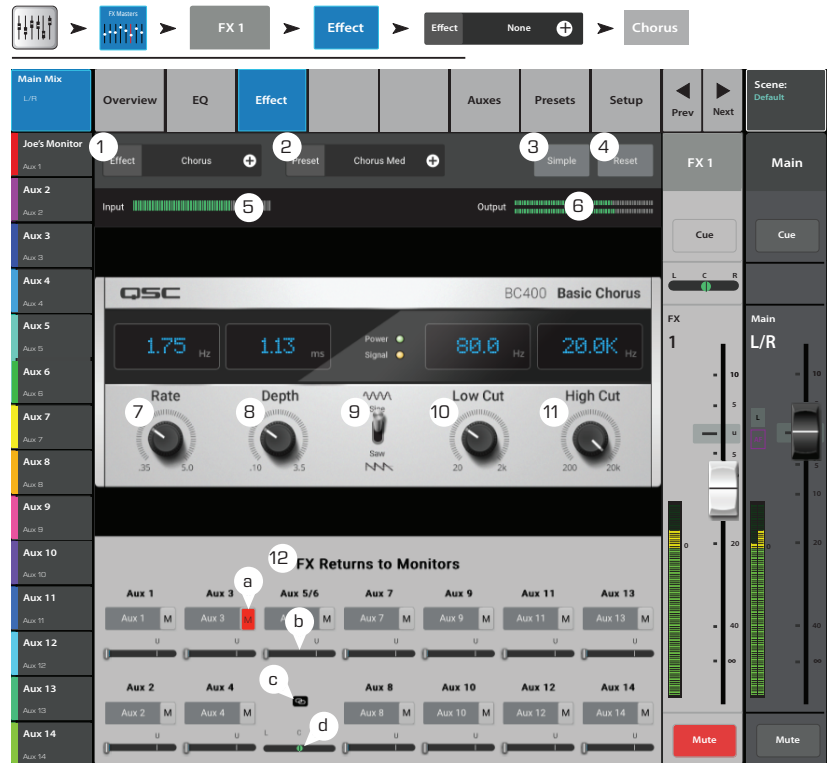 FX Masters
FX 1
Effect
Effect None
Chorus
Main Mix
L/R
Overview EQ Effect Auxes Presets Setup
Prev Next
Scene:
Default
Joe's Monitor
Aux 1
Aux 2
Aux 2
Aux 3
Aux 3
Aux 4
Aux 4
Aux 5
Aux 5
Aux 6
Aux 6
Aux 7
Aux 7
Aux 8
Aux 8
Aux 9
Aux 9
Aux 10
Aux 10
Aux 11
Aux 11
Aux 12
Aux 12
Aux 13
Aux 13
Aux 14
Aux 14
1 2 3 4
Effect Chorus
Preset Chorus Med
Simple Reset
Input 5 Output 6
QSC BC400 Basic Chorus
1.75 Hz 1.13 ms
Power
Signal
80.0 Hz 20.0K Hz
Rate Depth Low Cut High Cut
7 8 9 10 11
Sine
Saw
.35 5.0 .10 3.5 20 2k 200 20k
12 FX Returns to Monitors
a
Aux 1 Aux 3 Aux 5/6 Aux 7 Aux 9 Aux 11 Aux 13
Aux 1 M Aux 3 M M Aux 7 M Aux 9 M Aux 11 M Aux 13 M
b
U U U U U U U
c
Aux 2 Aux 4 Aux 8 Aux 10 Aux 12 Aux 14
Aux 2 M Aux 4 M Aux 8 M Aux 10 M Aux 12 M Aux 14 M
d
U U L C U U U U
FX 1
Cue
L C R
FX
1
10
5
U
5
0
20
40
∞
Mute
Main
Cue
Main
L/R
L
10
5
5
10
0
20
40
∞
Mute